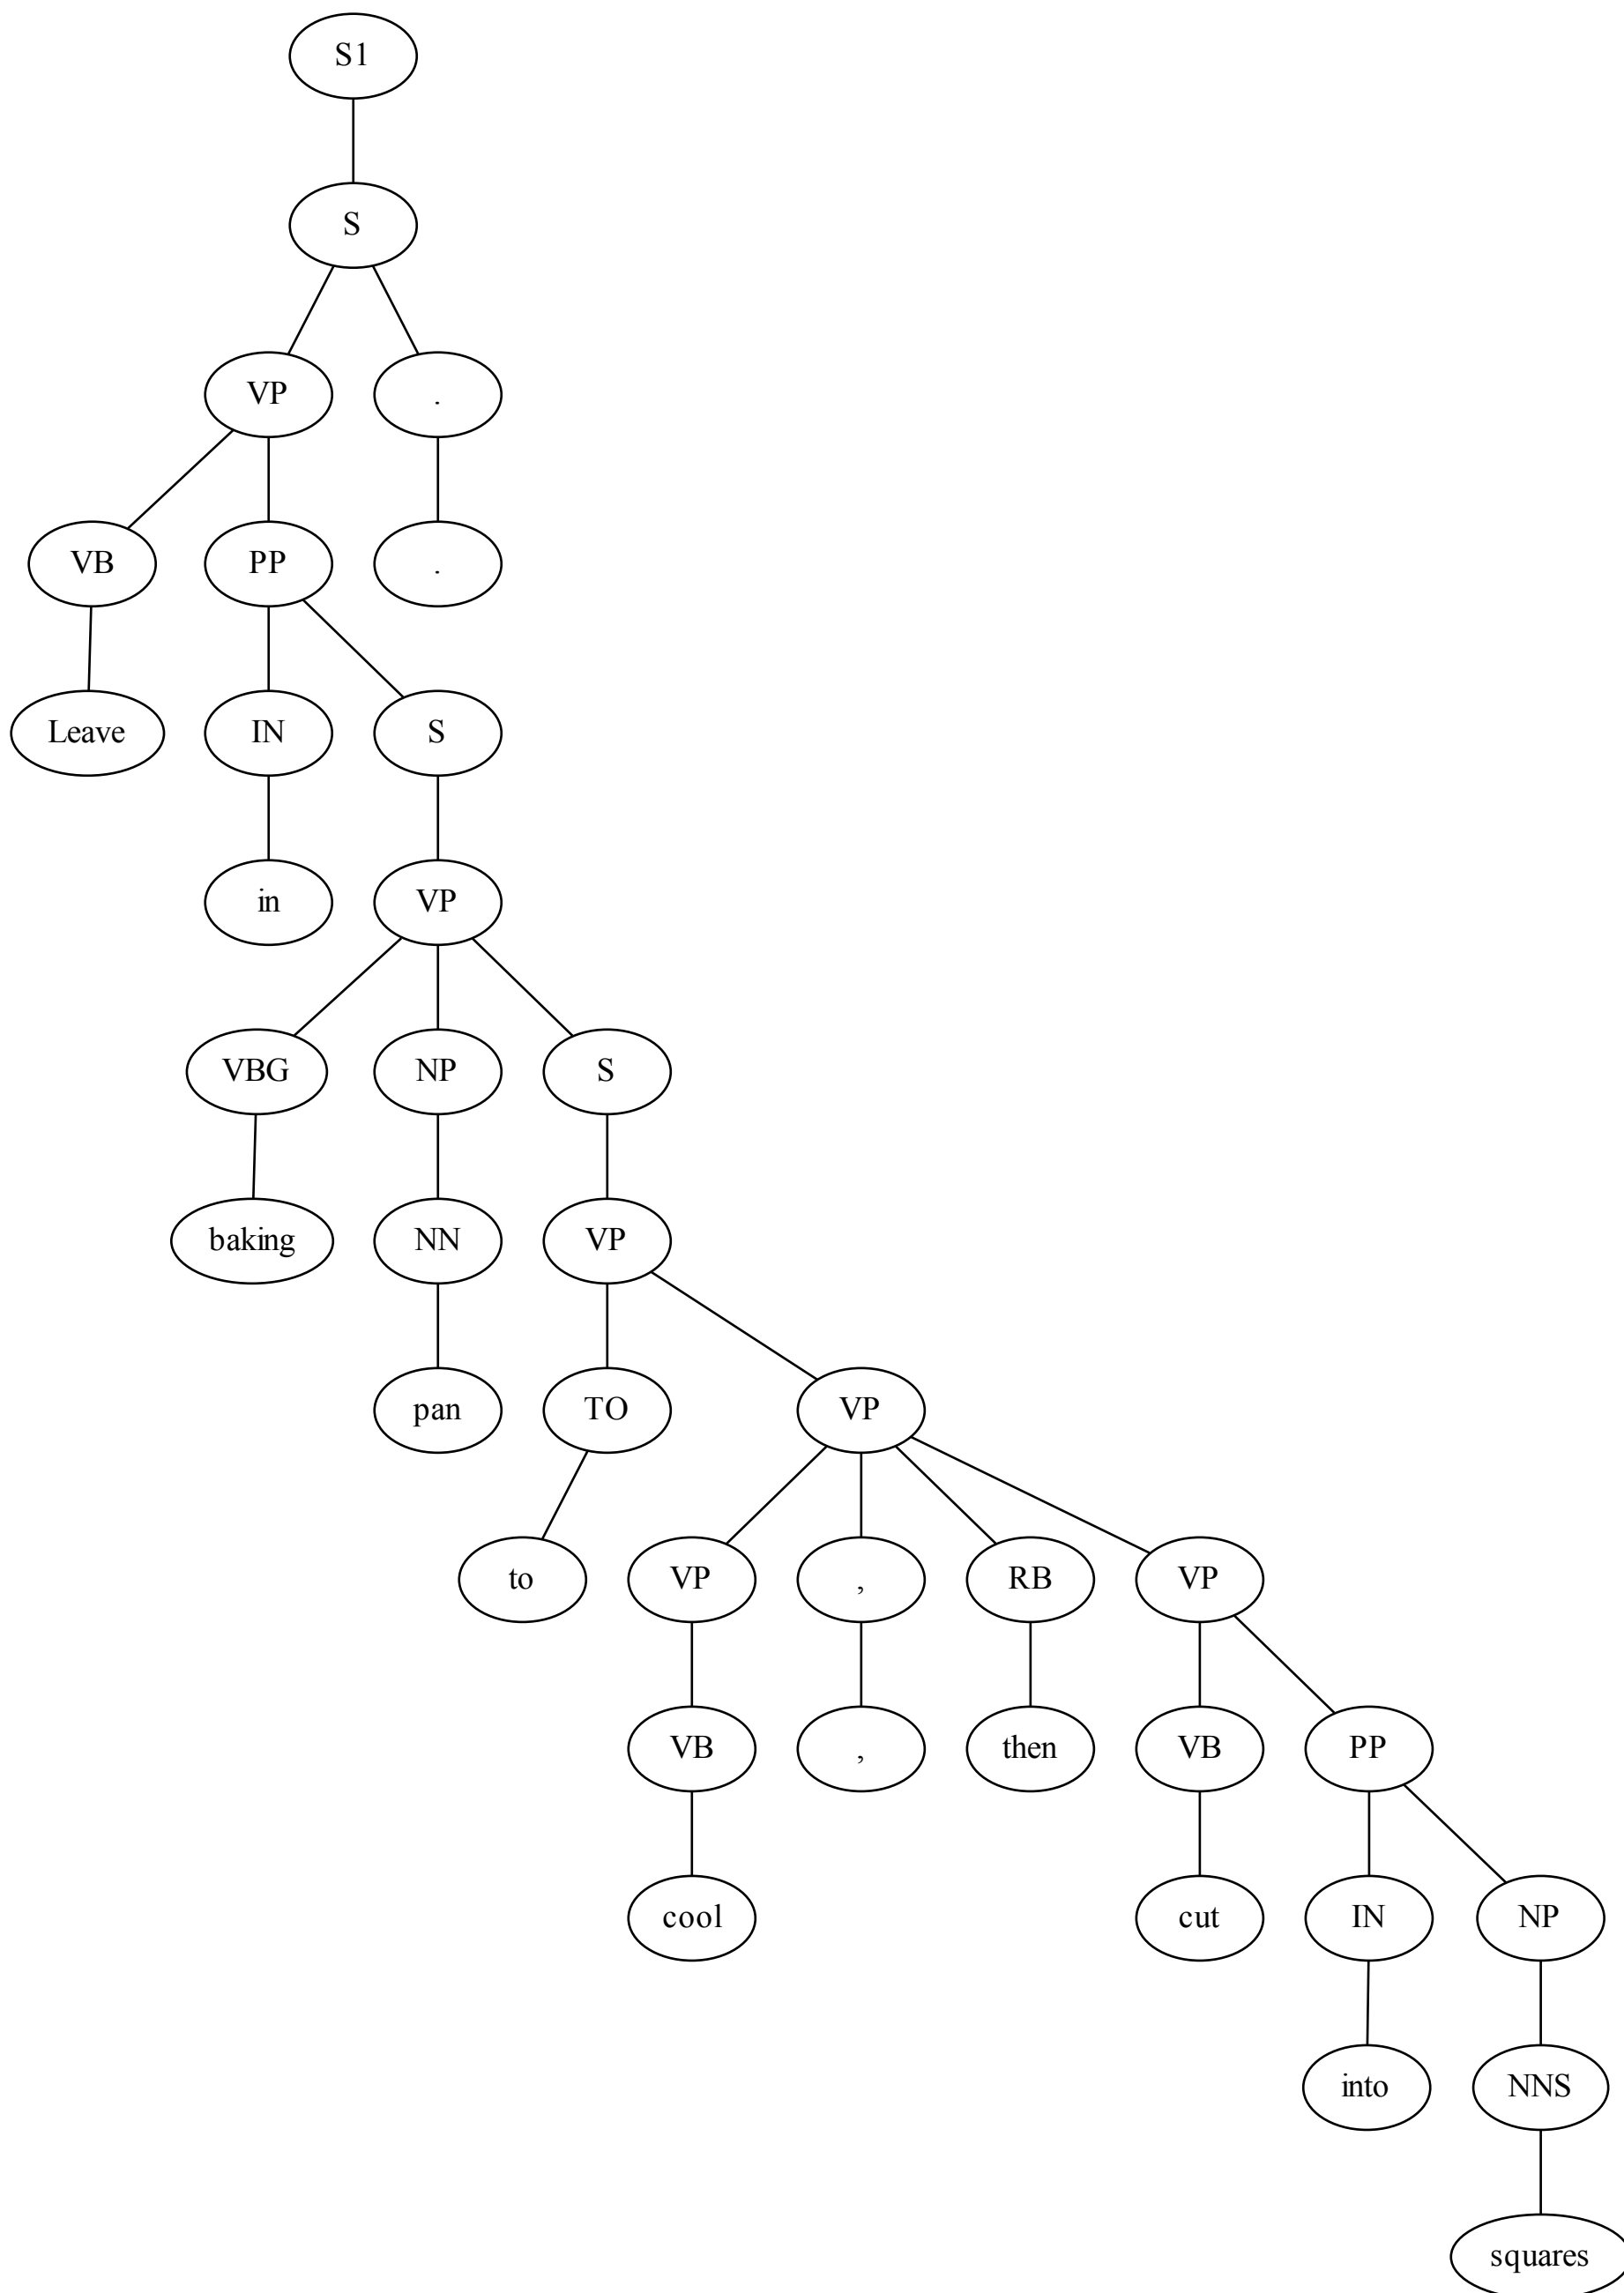 S1
S
VP .
VB PP .
Leave IN S
in VP
VBG NP S
baking NN VP
pan TO VP
to VP , RB VP
VB , then VB PP
cool cut IN NP
into NNS
squares